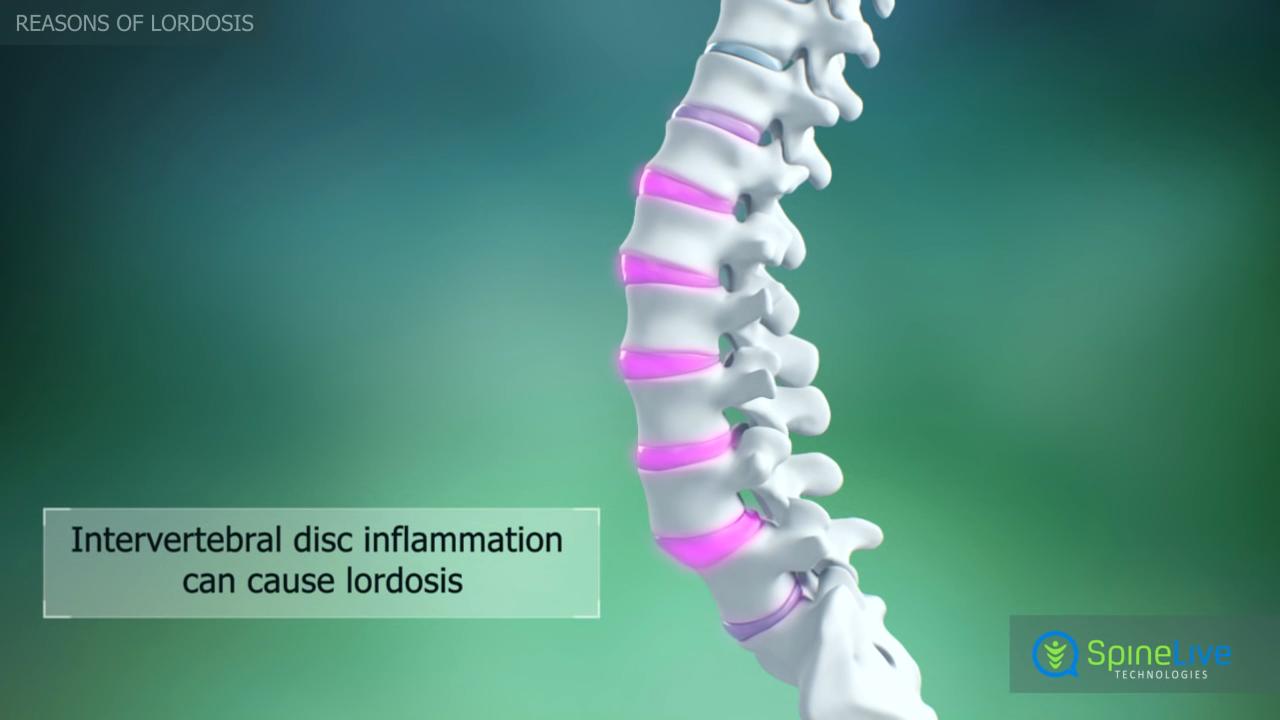 REASONS OF LORDOSIS
Intervertebral disc inflammation
can cause lordosis
SpineLive
TECHNOLOGIES